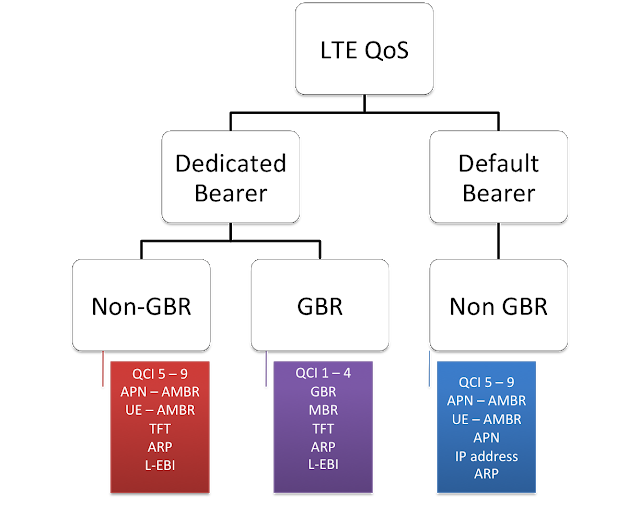 LTE QoS
Dedicated
Bearer
Default
Bearer
Non-GBR
GBR
Non GBR
QCI 5 – 9
APN – AMBR
UE – AMBR
TFT
ARP
L-EBI
QCI 1 – 4
GBR
MBR
TFT
ARP
L-EBI
QCI 5 – 9
APN – AMBR
UE – AMBR
APN
IP address
ARP